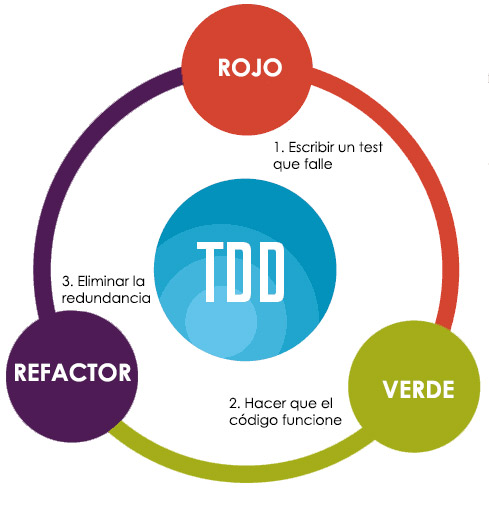 ROJO
1. Escribir un test
que falle
TDD
3. Eliminar la
redundancia
REFACTOR
VERDE
2. Hacer que el
código funcione